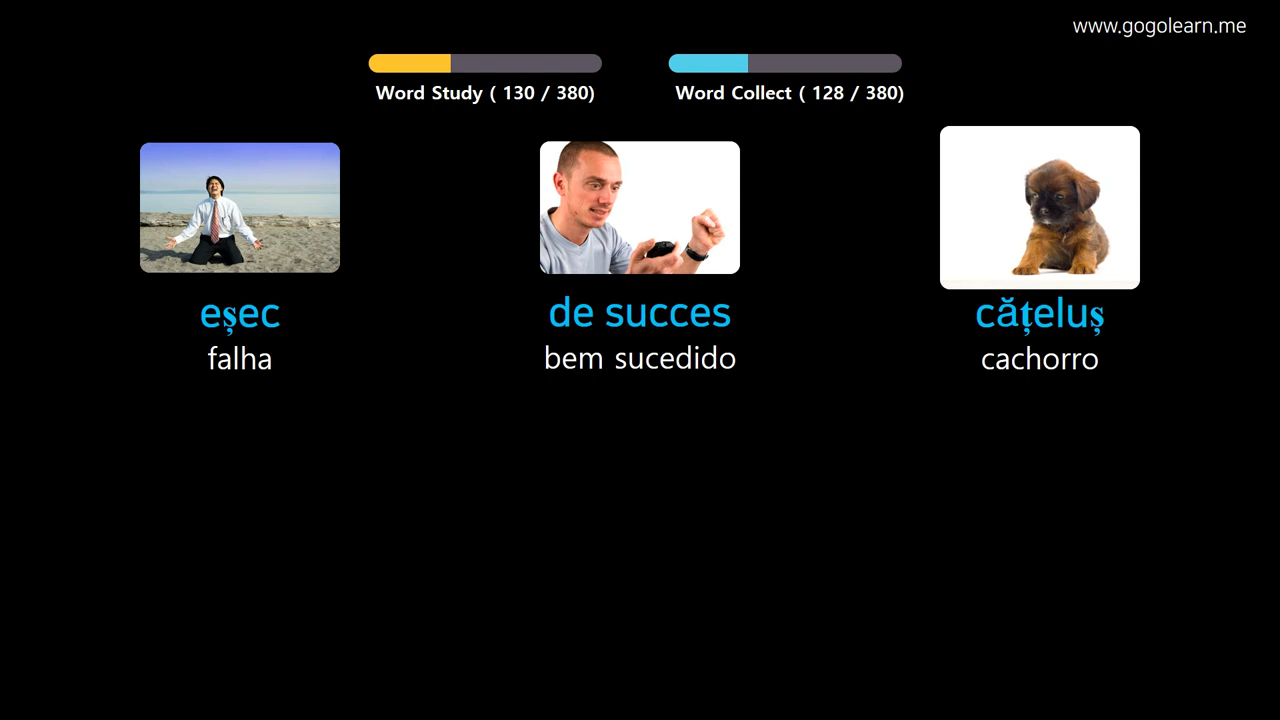 www.gogolearn.me
Word Study ( 130 / 380)
Word Collect ( 128 / 380)
eșec
de succes
cățeluș
falha
bem sucedido
cachorro